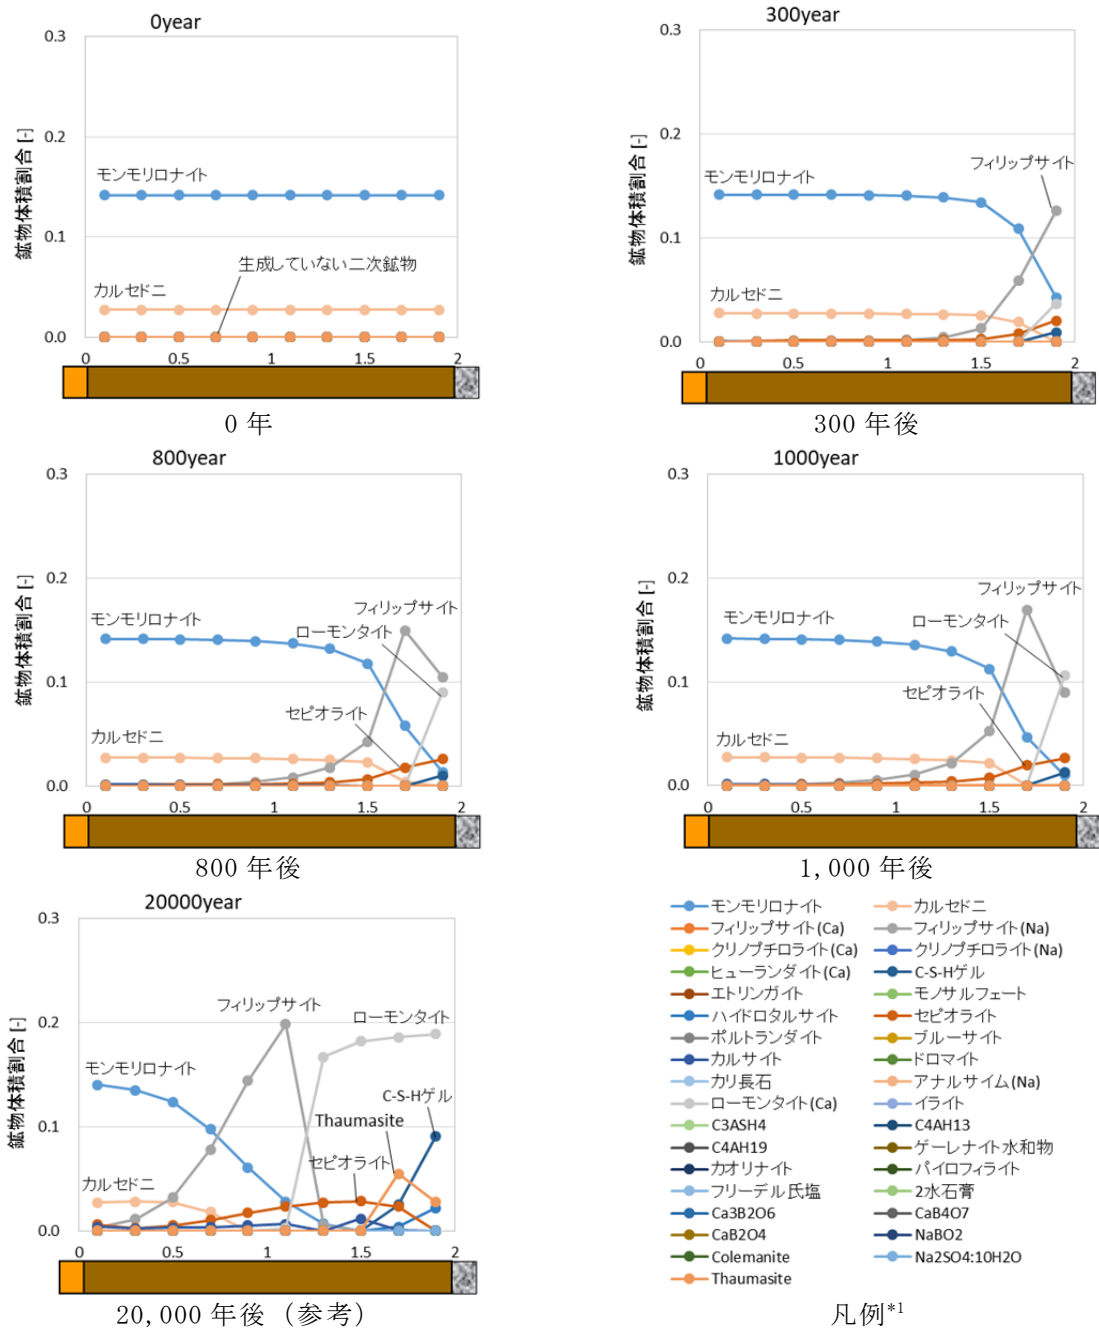 0year
鉱物体積割合 [-]
0.3
0.2
0.1
0.0
モンモリロナイト
生成していない二次鉱物
カルセドニ
0 0.5 1 1.5 2
0 年
300year
鉱物体積割合 [-]
0.3
0.2
0.1
0.0
フィリップサイト
モンモリロナイト
カルセドニ
0 0.5 1 1.5 2
300 年後
800year
鉱物体積割合 [-]
0.3
0.2
0.1
0.0
フィリップサイト
モンモリロナイト
ローモンタイト
セピオライト
カルセドニ
0 0.5 1 1.5 2
800 年後
1000year
鉱物体積割合 [-]
0.3
0.2
0.1
0.0
フィリップサイト
モンモリロナイト
ローモンタイト
セピオライト
カルセドニ
0 0.5 1 1.5 2
1,000 年後
20000year
鉱物体積割合 [-]
0.3
0.2
0.1
0.0
フィリップサイト
ローモンタイト
モンモリロナイト
C-S-Hゲル
Thaumasite
セピオライト
カルセドニ
0 0.5 1 1.5 2
20,000 年後（参考）
モンモリロナイト カルセドニ
フィリップサイト(Ca) フィリップサイト(Na)
クリノプチロライト(Ca) クリノプチロライト(Na)
ヒューランダイト(Ca) C-S-Hゲル
エトリンガイト モノサルフェート
ハイドロタルサイト セピオライト
ポルトランダイト ブルーサイト
カルサイト ドロマイト
カリ長石 アナルサイム(Na)
ローモンタイト(Ca) イライト
C3ASH4 C4AH13
C4AH19 ゲーレナイト水和物
カオリナイト パイロフィライト
フリーデル氏塩 2水石膏
Ca3B2O6 CaB4O7
CaB2O4 NaBO2
Colemanite Na2SO4:10H2O
Thaumasite
凡例*1